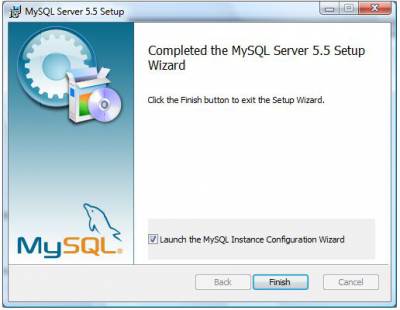 MySQL Server 5.5 Setup
Completed the MySQL Server 5.5 Setup
Wizard
Click the Finish button to exit the Setup Wizard.
MySQL®
Launch the MySQL Instance Configuration Wizard
Back
Finish
Cancel